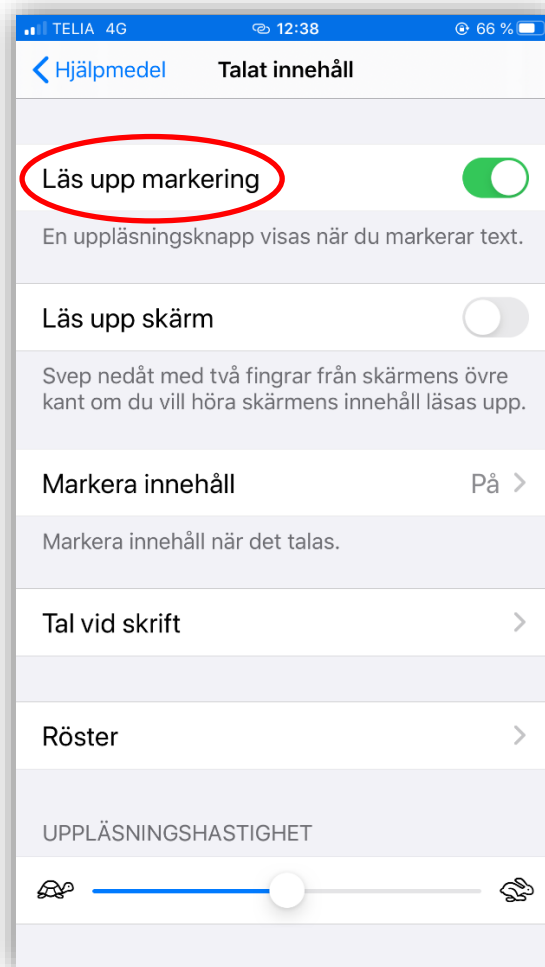 TELIA 4G 12:38 66 %
Hjälpmedel Talat innehåll
Läs upp markering
En uppläsningsknapp visas när du markerar text.
Läs upp skärm
Svep nedåt med två fingrar från skärmens övre
kant om du vill höra skärmens innehåll läsas upp.
Markera innehåll På
Markera innehåll när det talas.
Tal vid skrift
Röster
UPPLÄSNINGSHASTIGHET